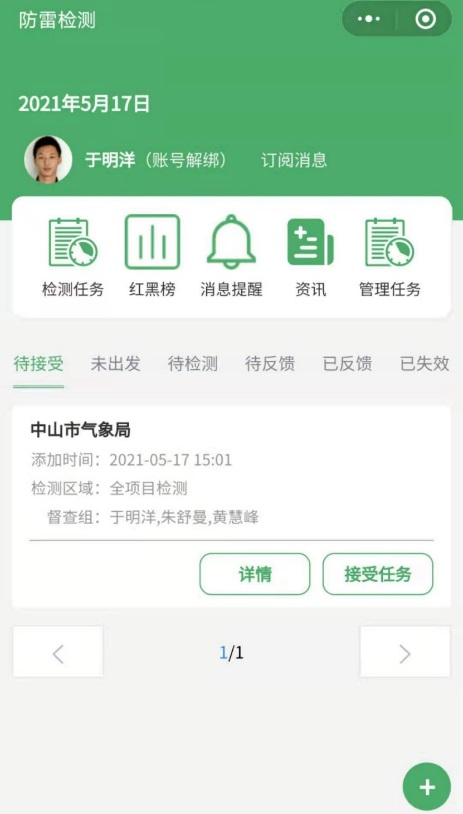 防雷检测
2021年5月17日
于明洋（账号解绑） 订阅消息
检测任务 红黑榜 消息提醒 资讯 管理任务
待接受 未出发 待检测 待反馈 已反馈 已失效
中山市气象局
添加时间：2021-05-17 15:01
检测区域：全项目检测
督查组：于明洋,朱舒曼,黄慧峰
详情 接受任务
1/1